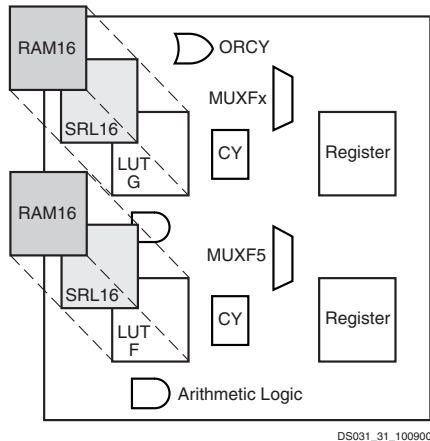 RAM16
ORCY
MUXFx
SRL16
LUT
G
CY
Register
RAM16
MUXF5
SRL16
LUT
F
CY
Register
Arithmetic Logic
DS031_31_100900